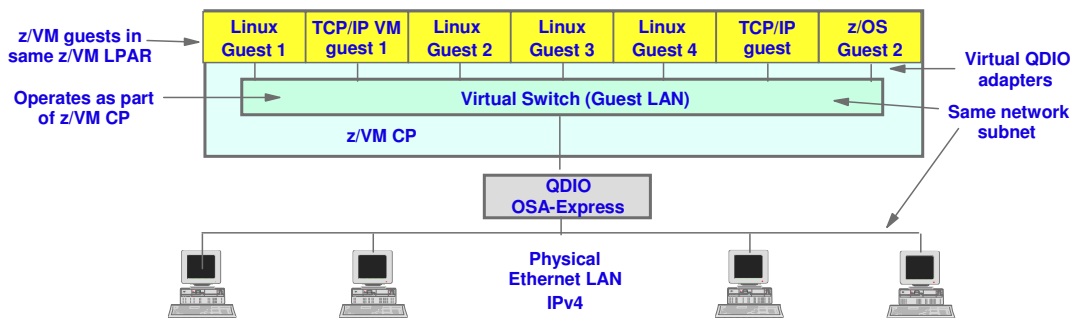 z/VM guests in
same z/VM LPAR
Linux
Guest 1
TCP/IP VM
guest 1
Linux
Guest 2
Linux
Guest 3
Linux
Guest 4
TCP/IP
guest
z/OS
Guest 2
Virtual QDIO
adapters
Operates as part
of z/VM CP
Virtual Switch (Guest LAN)
Same network
subnet
z/VM CP
QDIO
OSA-Express
Physical
Ethernet LAN
IPv4